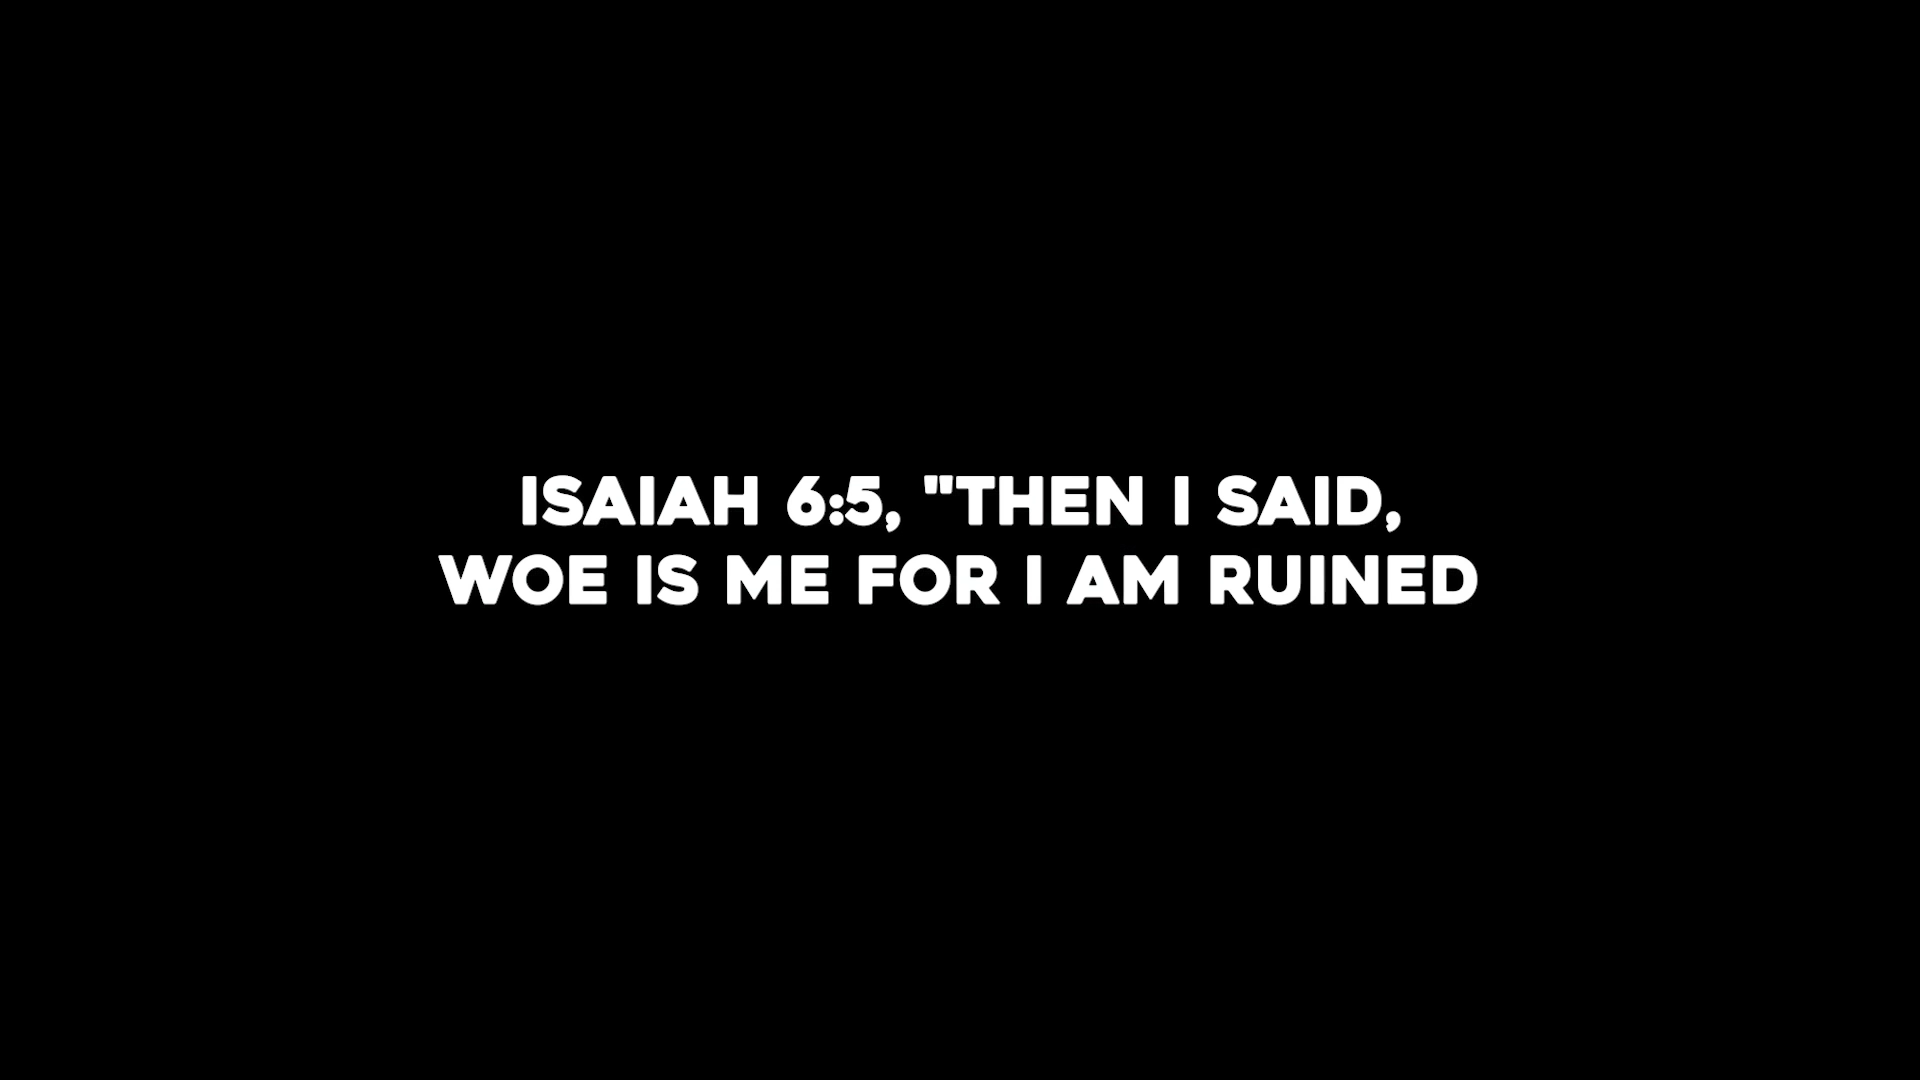 ISAIAH 6:5, "THEN I SAID,
WOE IS ME FOR I AM RUINED